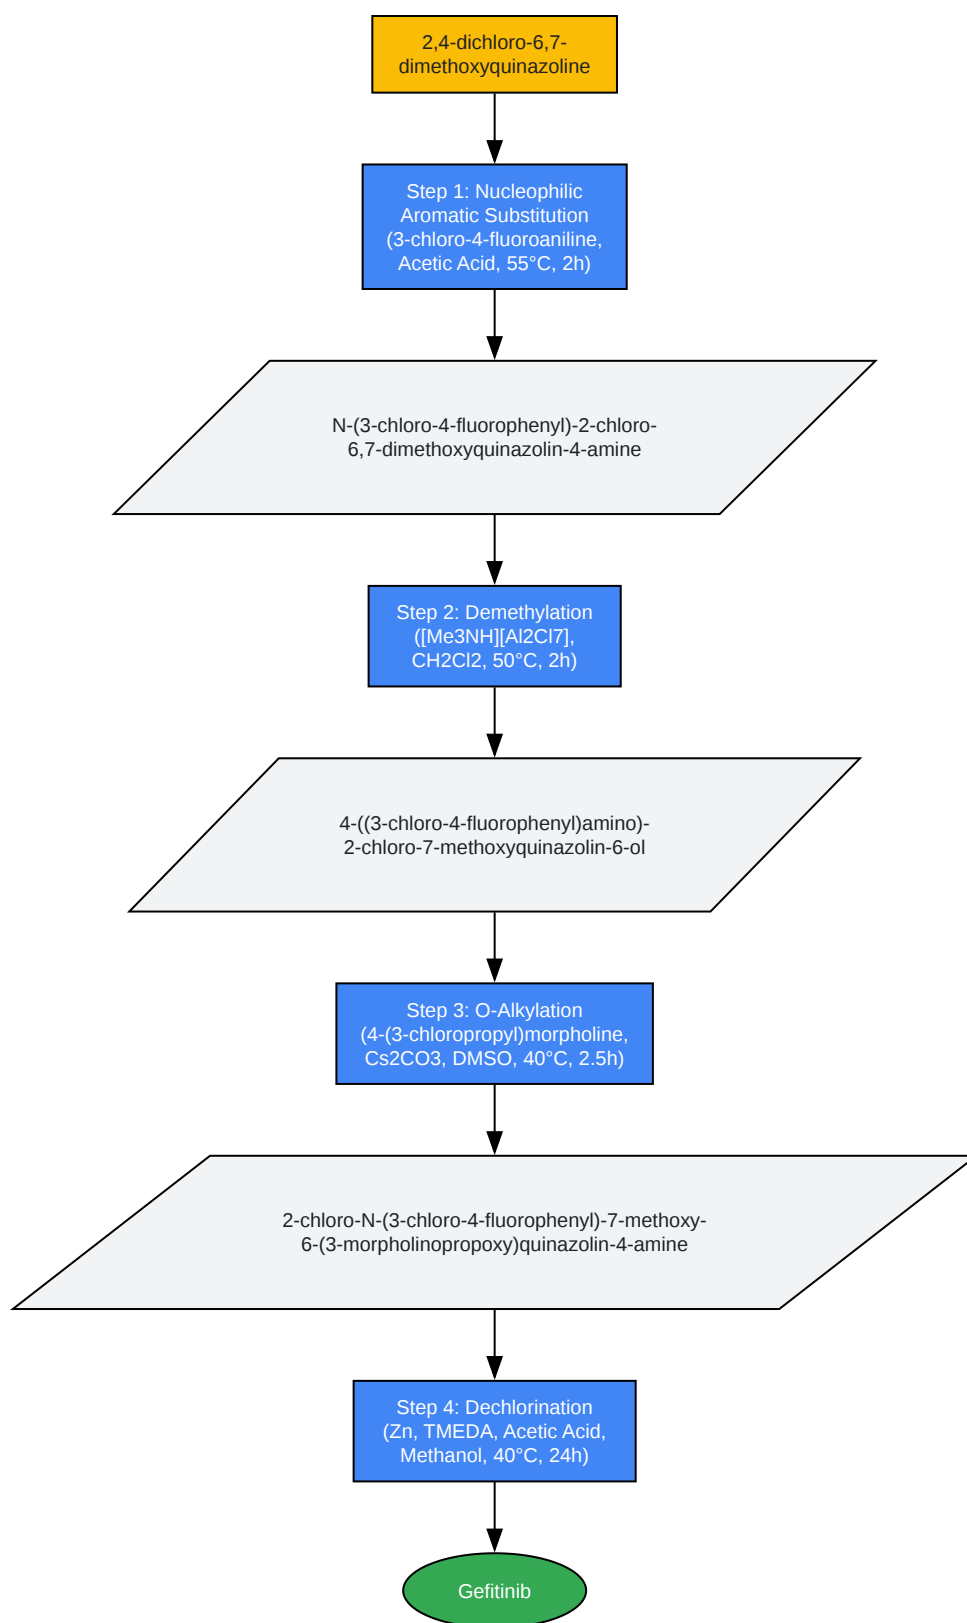 2,4-dichloro-6,7-
dimethoxyquinazoline
Step 1: Nucleophilic
Aromatic Substitution
(3-chloro-4-fluoroaniline,
Acetic Acid, 55°C, 2h)
N-(3-chloro-4-fluorophenyl)-2-chloro-
6,7-dimethoxyquinazolin-4-amine
Step 2: Demethylation
([Me3NH][Al2Cl7],
CH2Cl2, 50°C, 2h)
4-((3-chloro-4-fluorophenyl)amino)-
2-chloro-7-methoxyquinazolin-6-ol
Step 3: O-Alkylation
(4-(3-chloropropyl)morpholine,
Cs2CO3, DMSO, 40°C, 2.5h)
2-chloro-N-(3-chloro-4-fluorophenyl)-7-methoxy-
6-(3-morpholinopropoxy)quinazolin-4-amine
Step 4: Dechlorination
(Zn, TMEDA, Acetic Acid,
Methanol, 40°C, 24h)
Gefitinib